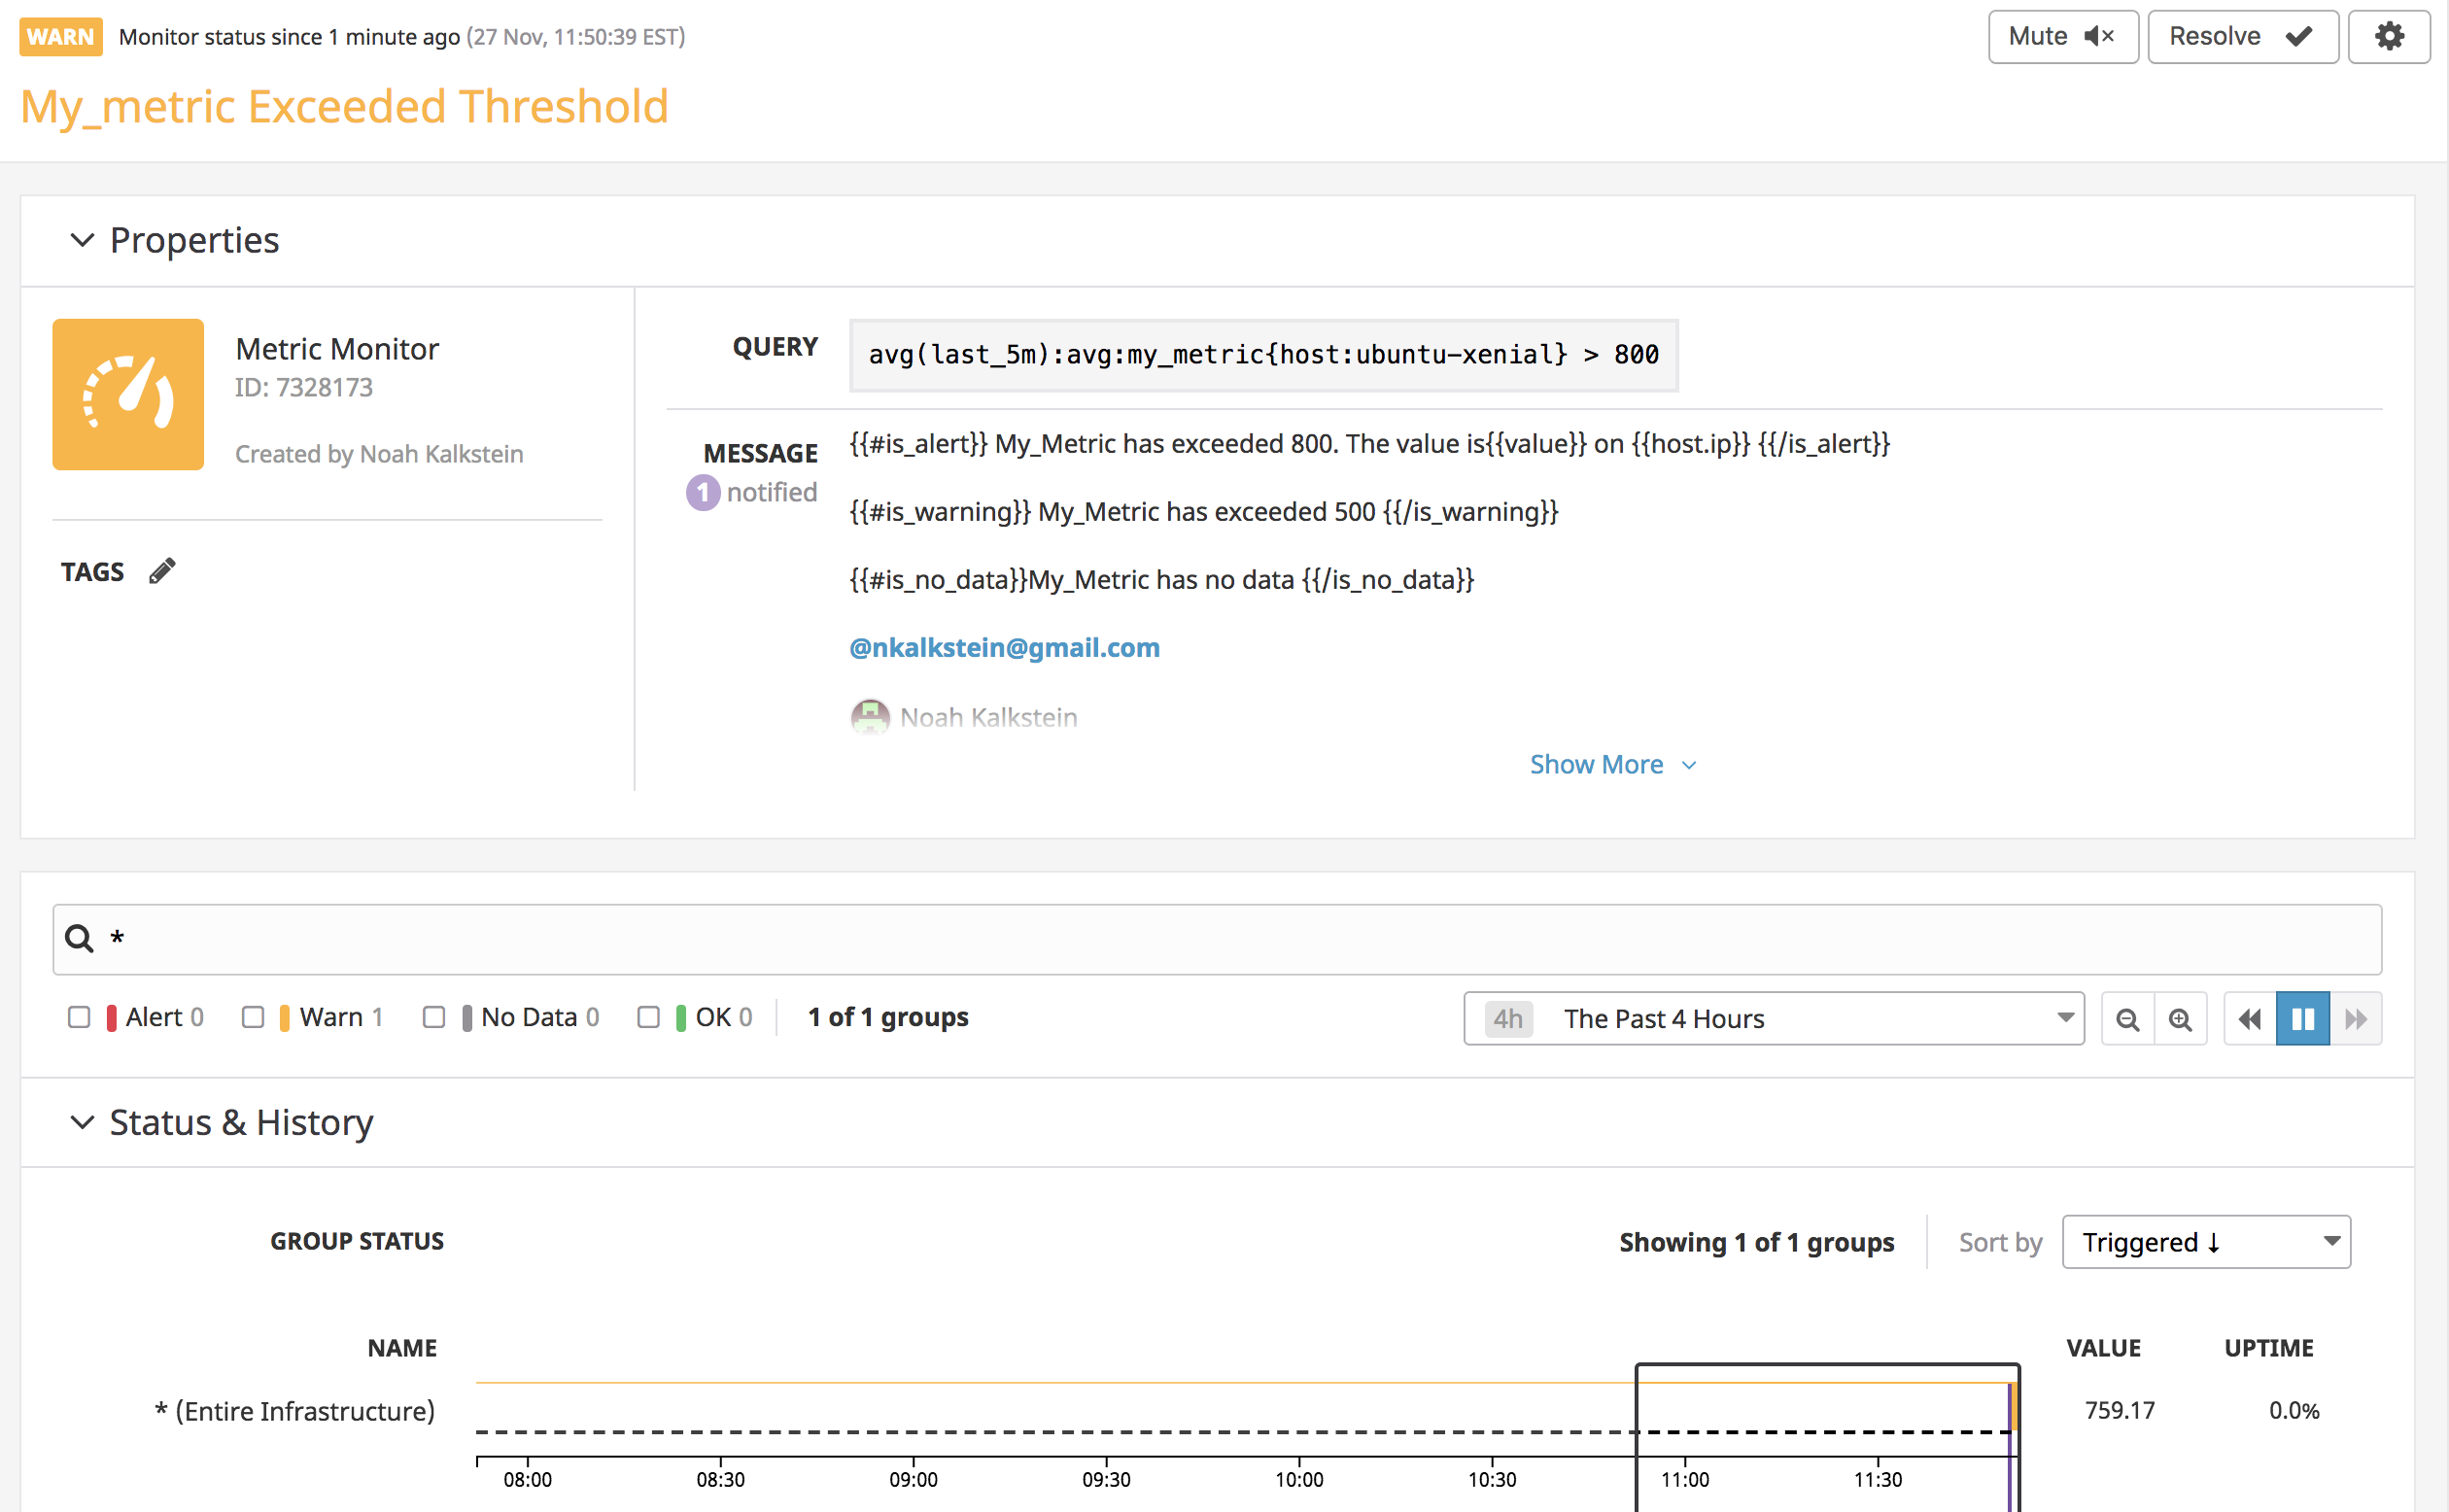 WARN Monitor status since 1 minute ago (27 Nov, 11:50:39 EST) Mute Resolve
My_metric Exceeded Threshold
Properties
Metric Monitor
ID: 7328173
Created by Noah Kalkstein
TAGS
QUERY avg(last_5m):avg:my_metric{host:ubuntu-xenial} > 800
MESSAGE {{#is_alert}} My_Metric has exceeded 800. The value is{{value}} on {{host.ip}} {{/is_alert}}
1 notified
{{#is_warning}} My_Metric has exceeded 500 {{/is_warning}}
{{#is_no_data}}My_Metric has no data {{/is_no_data}}
@nkalkstein@gmail.com
Noah Kalkstein
Show More
*
Alert 0 Warn 1 No Data 0 OK 0 1 of 1 groups 4h The Past 4 Hours
Status & History
GROUP STATUS Showing 1 of 1 groups Sort by Triggered ↓
NAME VALUE UPTIME
* (Entire Infrastructure) 759.17 0.0%
08:00 08:30 09:00 09:30 10:00 10:30 11:00 11:30